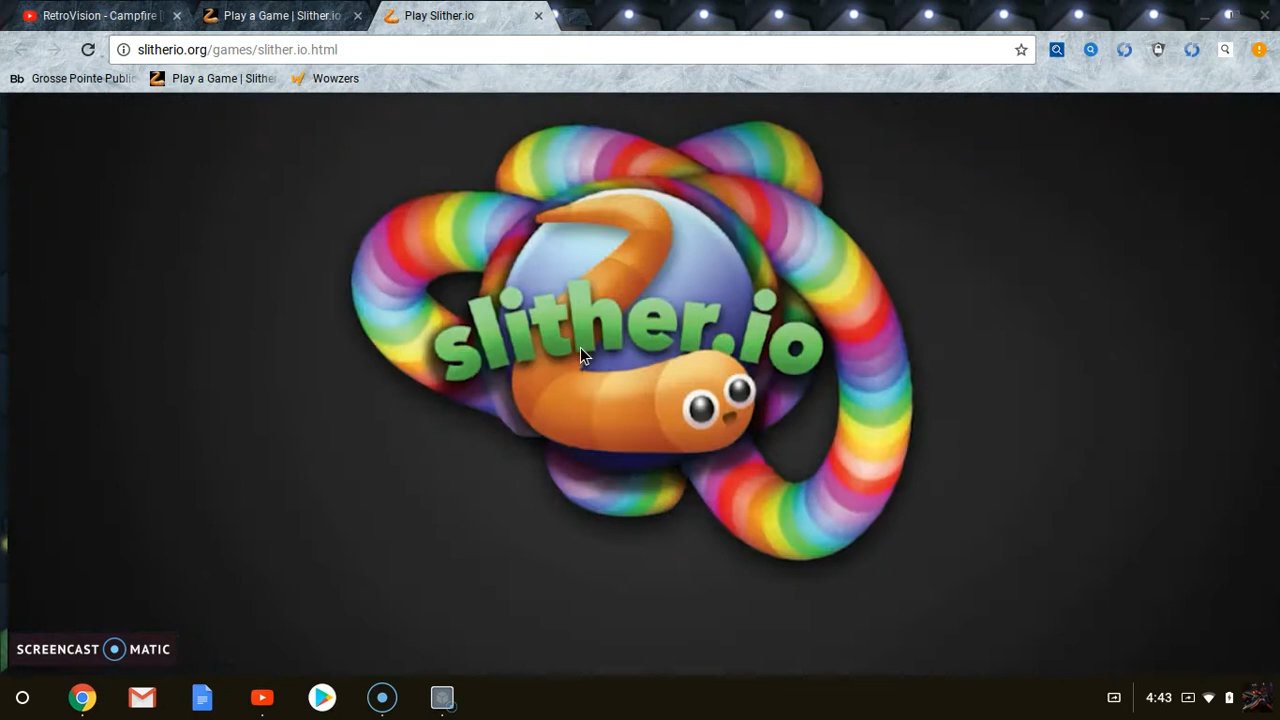 RetroVision - Campfire
Play a Game | Slither.io
Play Slither.io
slitherio.org/games/slither.io.html
Bb Grosse Pointe Public
Play a Game | Slithe
Wowzers
slither.io
SCREENCAST MATIC
4:43